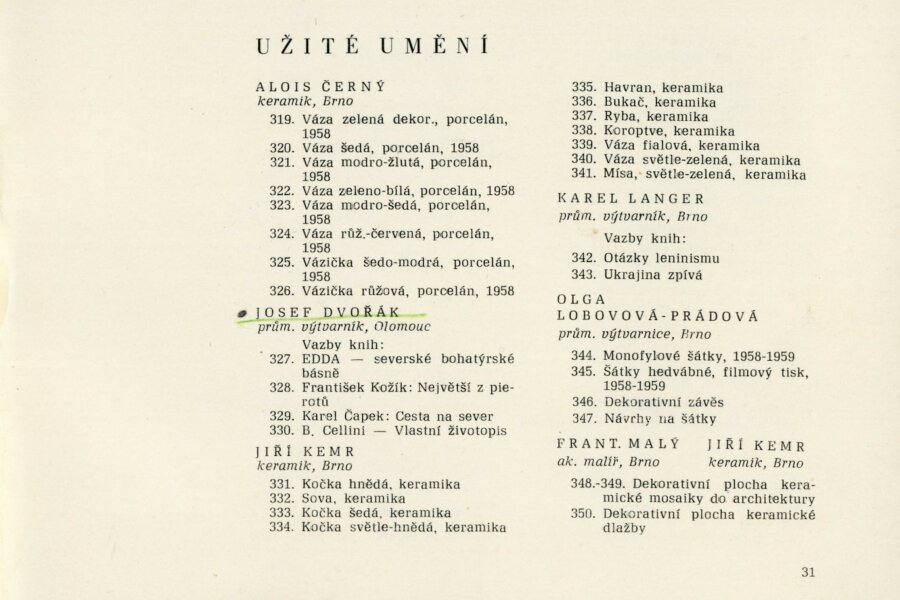 UŽITÉ UMĚNÍ
ALOIS ČERNÝ
keramik, Brno
319. Váza zelená dekor., porcelán,
1958
320. Váza šedá, porcelán, 1958
321. Váza modro-žlutá, porcelán,
1958
322. Váza zeleno-bílá, porcelán, 1958
323. Váza modro-šedá, porcelán,
1958
324. Váza růž.-červená, porcelán,
1958
325. Vázička šedo-modrá, porcelán,
1958
326. Vázička růžová, porcelán, 1958
JOSEF DVOŘÁK
prům. výtvarník, Olomouc
Vazby knih:
327. EDDA — severské bohatýrské
básně
328. František Kožík: Největší z pie-
rotů
329. Karel Čapek: Cesta na sever
330. B. Cellini — Vlastní životopis
JIŘÍ KEMR
keramik, Brno
331. Kočka hnědá, keramika
332. Sova, keramika
333. Kočka šedá, keramika
334. Kočka světle-hnědá, keramika
335. Havran, keramika
336. Bukač, keramika
337. Ryba, keramika
338. Koroptve, keramika
339. Váza fialová, keramika
340. Váza světle-zelená, keramika
341. Mísa, světle-zelená, keramika
KAREL LANGER
prům. výtvarník, Brno
Vazby knih:
342. Otázky leninismu
343. Ukrajina zpívá
OLGA
LOBOVOVÁ-PRÁDOVÁ
prům. výtvarnice, Brno
344. Monofylové šátky, 1958-1959
345. Šátky hedvábné, filmový tisk,
1958-1959
346. Dekorativní závěs
347. Návrhy na šátky
FRANT. MALÝ JIŘÍ KEMR
ak. malíř, Brno keramik, Brno
348.-349. Dekorativní plocha kera-
mické mosaiky do architektury
350. Dekorativní plocha keramické
dlažby
31